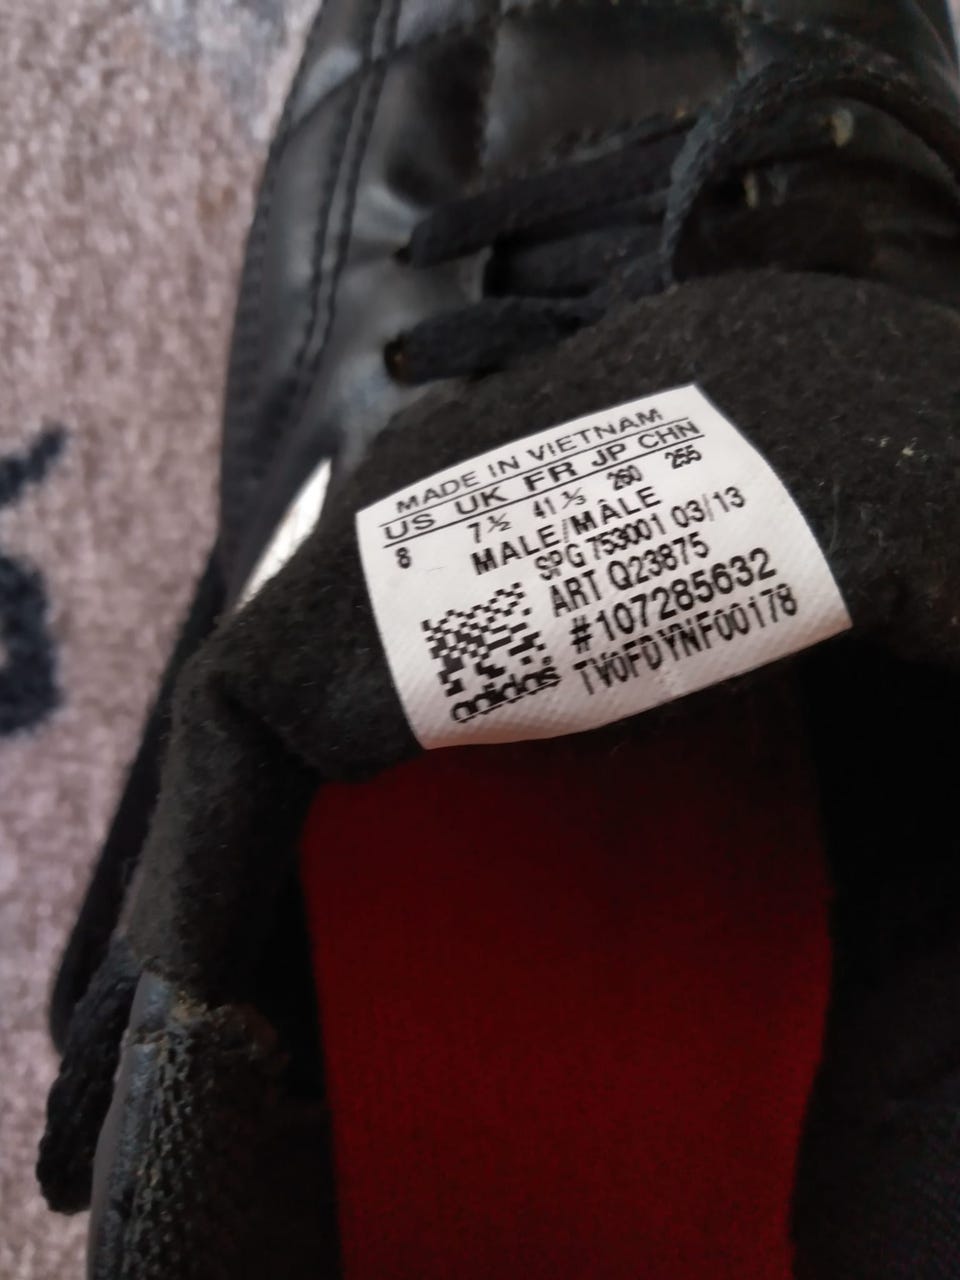 MADE IN VIETNAM
US UK FR JP CHN
8 7½ 41⅓ 260 255
MALE/MÂLE
SPG 753001 03/13
ART Q23875
#107285632
TV0FDYNF00178
adidas